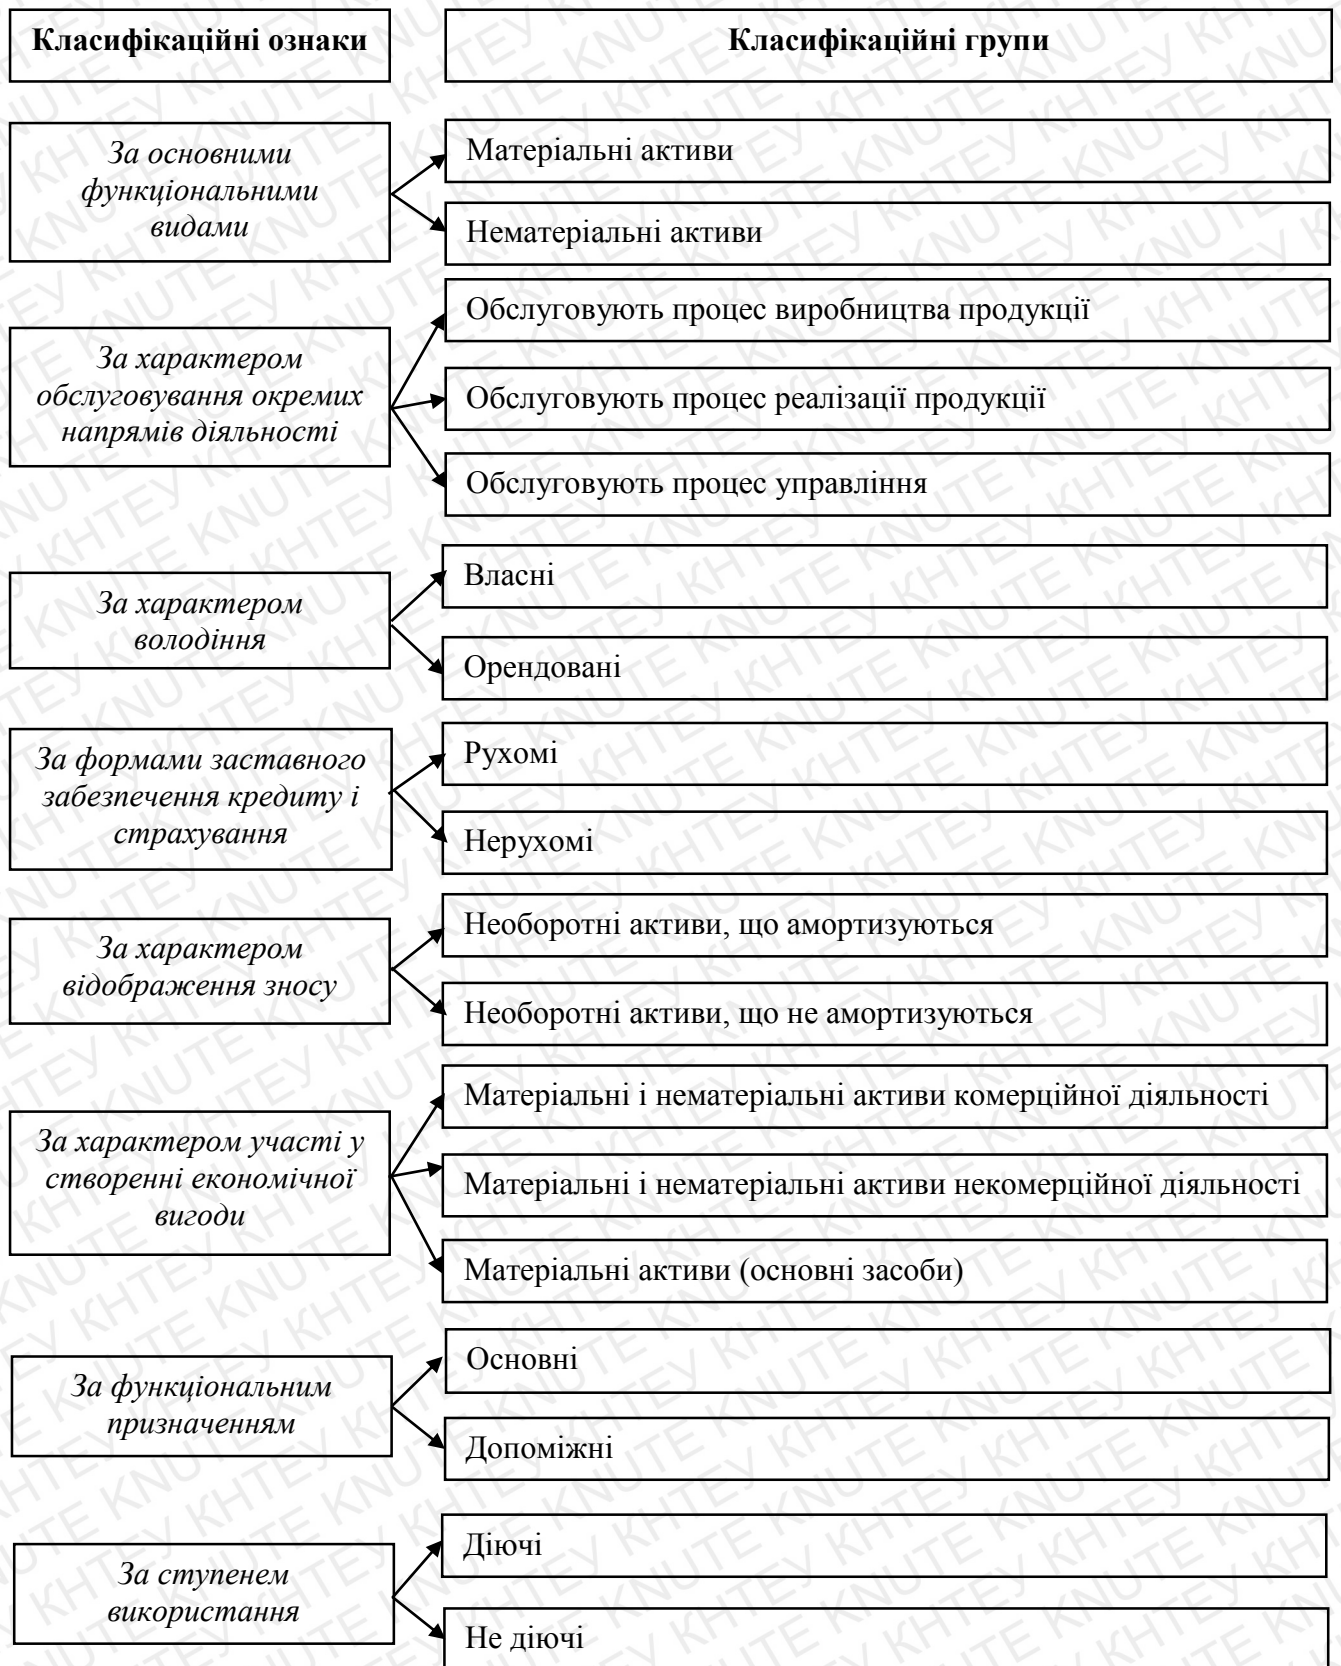 Класифікаційні ознаки
Класифікаційні групи
За основними
функціональними
видами
Матеріальні активи
Нематеріальні активи
За характером
обслуговування окремих
напрямів діяльності
Обслуговують процес виробництва продукції
Обслуговують процес реалізації продукції
Обслуговують процес управління
За характером
володіння
Власні
Орендовані
За формами заставного
забезпечення кредиту і
страхування
Рухомі
Нерухомі
За характером
відображення зносу
Необоротні активи, що амортизуються
Необоротні активи, що не амортизуються
За характером участі у
створенні економічної
вигоди
Матеріальні і нематеріальні активи комерційної діяльності
Матеріальні і нематеріальні активи некомерційної діяльності
Матеріальні активи (основні засоби)
За функціональним
призначенням
Основні
Допоміжні
За ступенем
використання
Діючі
Не діючі